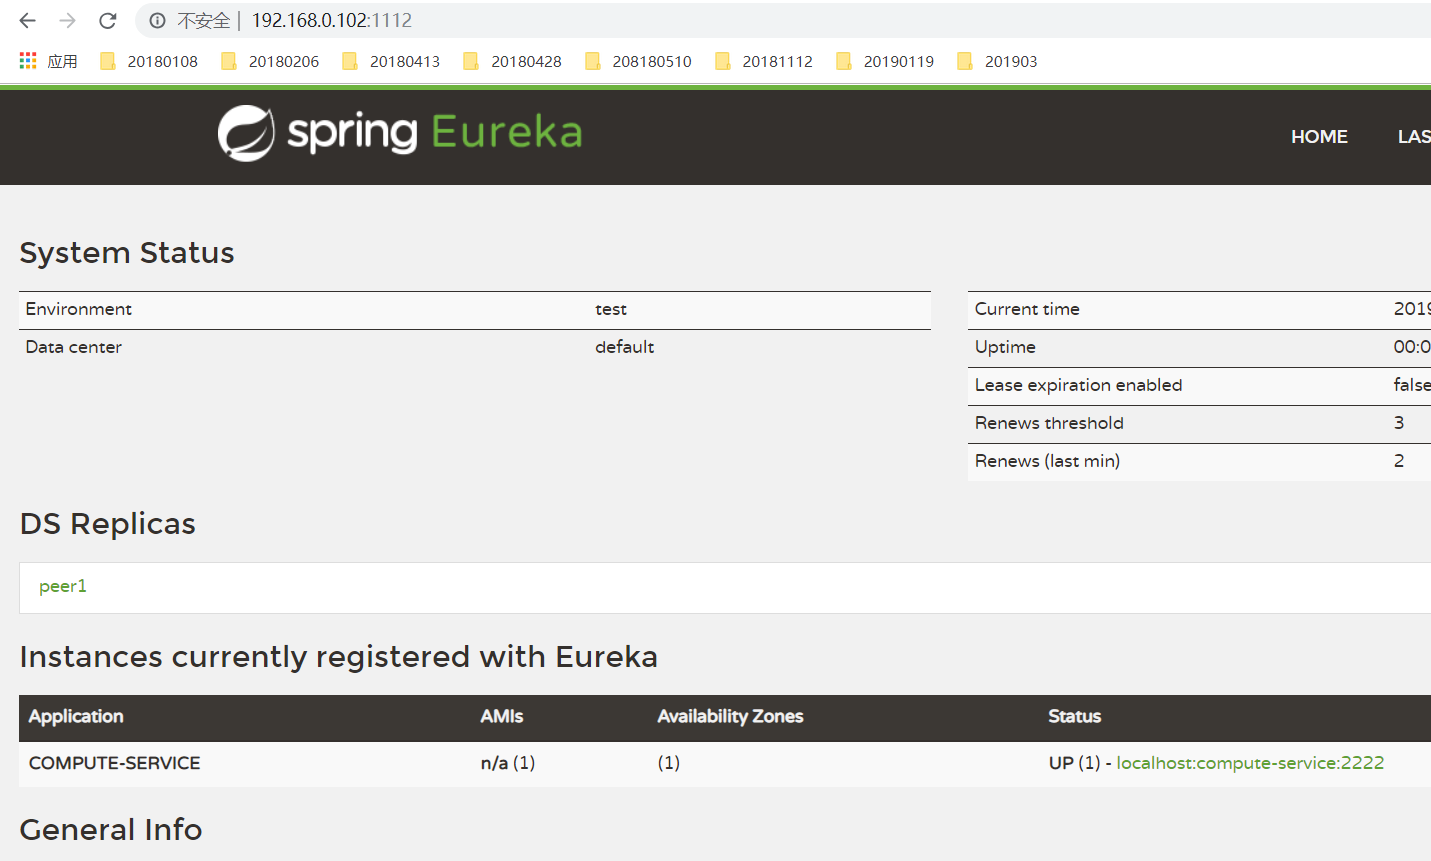 不安全 | 192.168.0.102:1112
应用 20180108 20180206 20180413 20180428 208180510 20181112 20190119 201903
spring Eureka HOME LAS
System Status
Environment test Current time 2019
Data center default Uptime 00:0
Lease expiration enabled false
Renews threshold 3
Renews (last min) 2
DS Replicas
peer1
Instances currently registered with Eureka
Application AMIs Availability Zones Status
COMPUTE-SERVICE n/a (1) (1) UP (1) - localhost:compute-service:2222
General Info